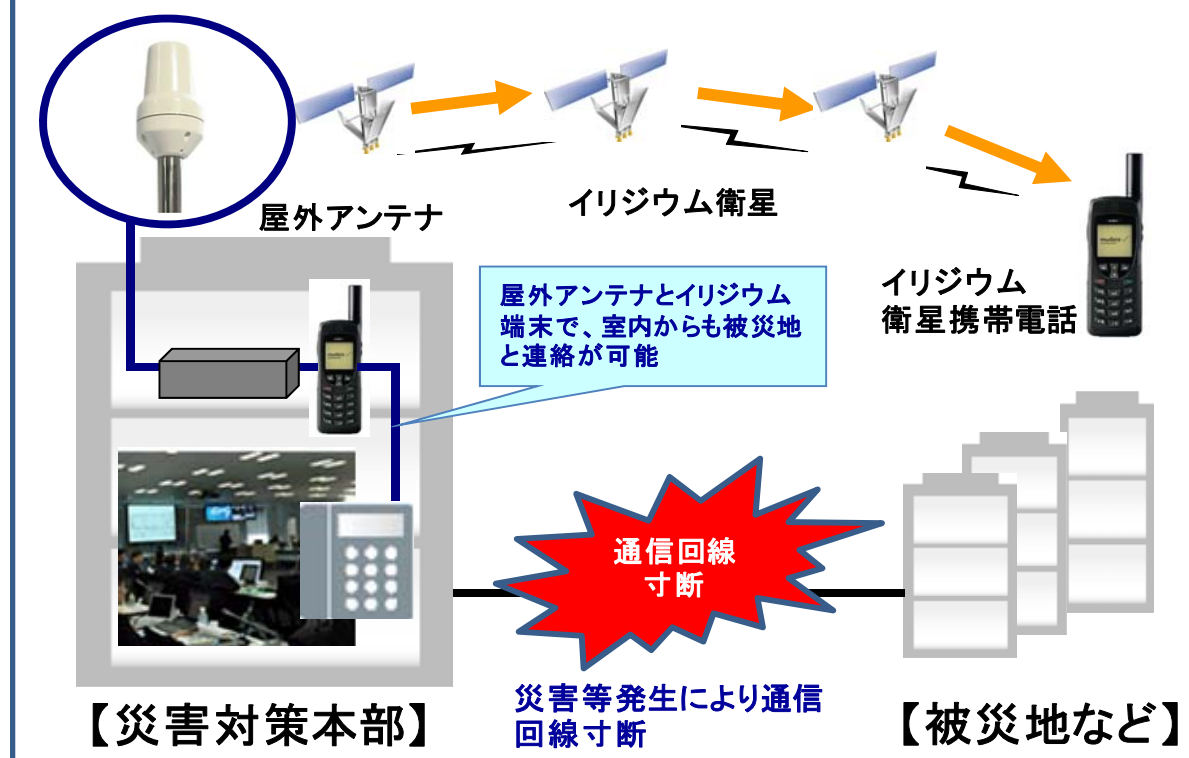 屋外アンテナ
イリジウム衛星
イリジウム
衛星携帯電話
屋外アンテナとイリジウム
端末で、室内からも被災地
と連絡が可能
通信回線
寸断
災害等発生により通信
回線寸断
【災害対策本部】
【被災地など】